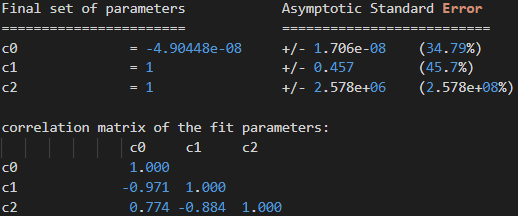 Final set of parameters            Asymptotic Standard Error
=======================            ==========================
c0              = -4.90448e-08     +/- 1.706e-08    (34.79%)
c1              = 1                +/- 0.457        (45.7%)
c2              = 1                +/- 2.578e+06    (2.578e+08%)
correlation matrix of the fit parameters:
                c0     c1     c2
c0              1.000
c1             -0.971  1.000
c2              0.774 -0.884  1.000